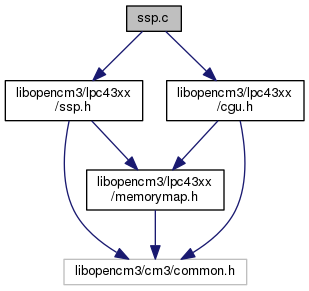 ssp.c
libopencm3/lpc43xx
/ssp.h
libopencm3/lpc43xx
/cgu.h
libopencm3/lpc43xx
/memorymap.h
libopencm3/cm3/common.h